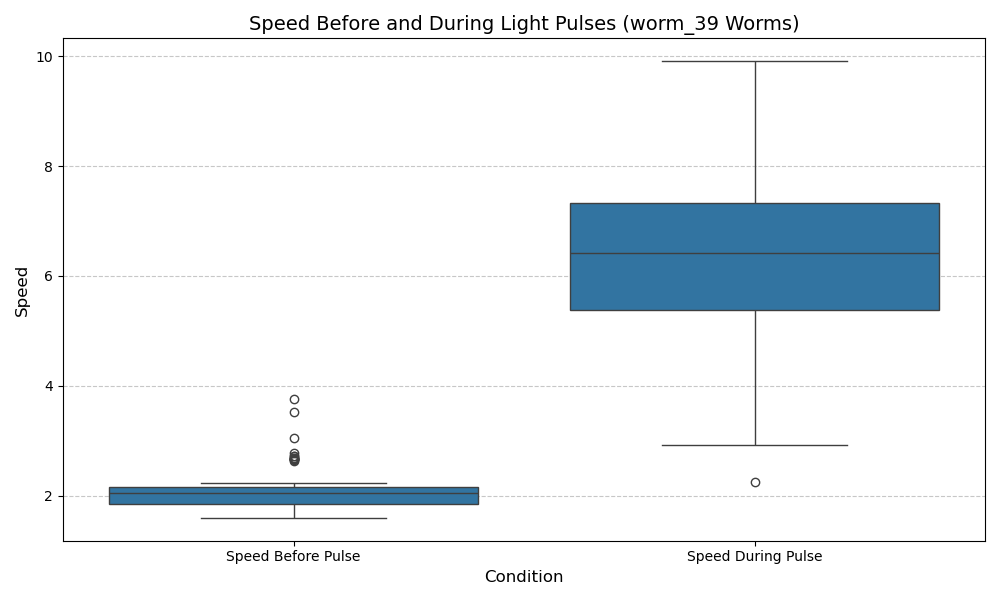 Speed Before and During Light Pulses (worm_39 Worms)
10
8
6
4
2
Speed
Speed Before Pulse
Speed During Pulse
Condition